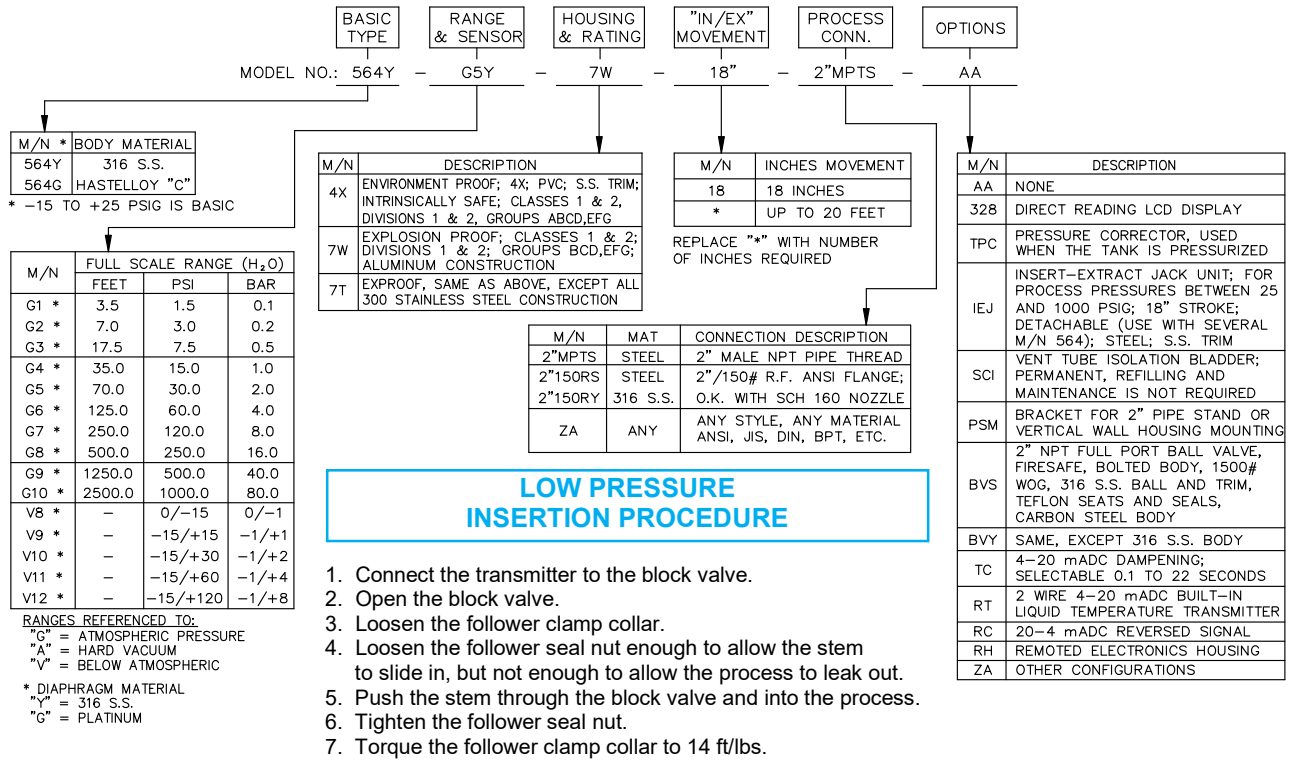 BASIC TYPE
RANGE & SENSOR
HOUSING & RATING
"IN/EX" MOVEMENT
PROCESS CONN.
OPTIONS
MODEL NO.: 564Y – G5Y – 7W – 18" – 2"MPTS – AA
M/N * BODY MATERIAL
564Y 316 S.S.
564G HASTELLOY "C"
* –15 TO +25 PSIG IS BASIC
M/N FULL SCALE RANGE (H₂O)
FEET PSI BAR
G1 * 3.5 1.5 0.1
G2 * 7.0 3.0 0.2
G3 * 17.5 7.5 0.5
G4 * 35.0 15.0 1.0
G5 * 70.0 30.0 2.0
G6 * 125.0 60.0 4.0
G7 * 250.0 120.0 8.0
G8 * 500.0 250.0 16.0
G9 * 1250.0 500.0 40.0
G10 * 2500.0 1000.0 80.0
V8 * – 0/–15 0/–1
V9 * – –15/+15 –1/+1
V10 * – –15/+30 –1/+2
V11 * – –15/+60 –1/+4
V12 * – –15/+120 –1/+8
RANGES REFERENCED TO:
"G" = ATMOSPHERIC PRESSURE
"A" = HARD VACUUM
"V" = BELOW ATMOSPHERIC
* DIAPHRAGM MATERIAL
"Y" = 316 S.S.
"G" = PLATINUM
M/N DESCRIPTION
4X ENVIRONMENT PROOF; 4X; PVC; S.S. TRIM;
INTRINSICALLY SAFE; CLASSES 1 & 2,
DIVISIONS 1 & 2, GROUPS ABCD,EFG
7W EXPLOSION PROOF; CLASSES 1 & 2;
DIVISIONS 1 & 2; GROUPS BCD,EFG;
ALUMINUM CONSTRUCTION
7T EXPROOF, SAME AS ABOVE, EXCEPT ALL
300 STAINLESS STEEL CONSTRUCTION
M/N INCHES MOVEMENT
18 18 INCHES
* UP TO 20 FEET
REPLACE "*" WITH NUMBER
OF INCHES REQUIRED
M/N MAT CONNECTION DESCRIPTION
2"MPTS STEEL 2" MALE NPT PIPE THREAD
2"150RS STEEL 2"/150# R.F. ANSI FLANGE;
2"150RY 316 S.S. O.K. WITH SCH 160 NOZZLE
ZA ANY ANY STYLE, ANY MATERIAL
ANSI, JIS, DIN, BPT, ETC.
M/N DESCRIPTION
AA NONE
328 DIRECT READING LCD DISPLAY
TPC PRESSURE CORRECTOR, USED
WHEN THE TANK IS PRESSURIZED
IEJ INSERT–EXTRACT JACK UNIT; FOR
PROCESS PRESSURES BETWEEN 25
AND 1000 PSIG; 18" STROKE;
DETACHABLE (USE WITH SEVERAL
M/N 564); STEEL; S.S. TRIM
SCI VENT TUBE ISOLATION BLADDER;
PERMANENT, REFILLING AND
MAINTENANCE IS NOT REQUIRED
PSM BRACKET FOR 2" PIPE STAND OR
VERTICAL WALL HOUSING MOUNTING
BVS 2" NPT FULL PORT BALL VALVE,
FIRESAFE, BOLTED BODY, 1500#
WOG, 316 S.S. BALL AND TRIM,
TEFLON SEATS AND SEALS,
CARBON STEEL BODY
BVY SAME, EXCEPT 316 S.S. BODY
TC 4–20 mADC DAMPENING;
SELECTABLE 0.1 TO 22 SECONDS
RT 2 WIRE 4–20 mADC BUILT–IN
LIQUID TEMPERATURE TRANSMITTER
RC 20–4 mADC REVERSED SIGNAL
RH REMOTED ELECTRONICS HOUSING
ZA OTHER CONFIGURATIONS
LOW PRESSURE
INSERTION PROCEDURE
1. Connect the transmitter to the block valve.
2. Open the block valve.
3. Loosen the follower clamp collar.
4. Loosen the follower seal nut enough to allow the stem
to slide in, but not enough to allow the process to leak out.
5. Push the stem through the block valve and into the process.
6. Tighten the follower seal nut.
7. Torque the follower clamp collar to 14 ft/lbs.